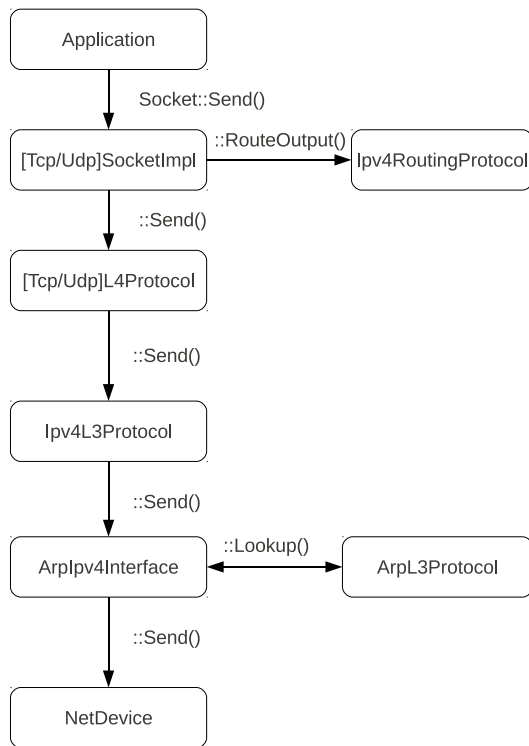 Application
Socket::Send()
[Tcp/Udp]SocketImpl
::RouteOutput()
Ipv4RoutingProtocol
::Send()
[Tcp/Udp]L4Protocol
::Send()
Ipv4L3Protocol
::Send()
ArpIpv4Interface
::Lookup()
ArpL3Protocol
::Send()
NetDevice